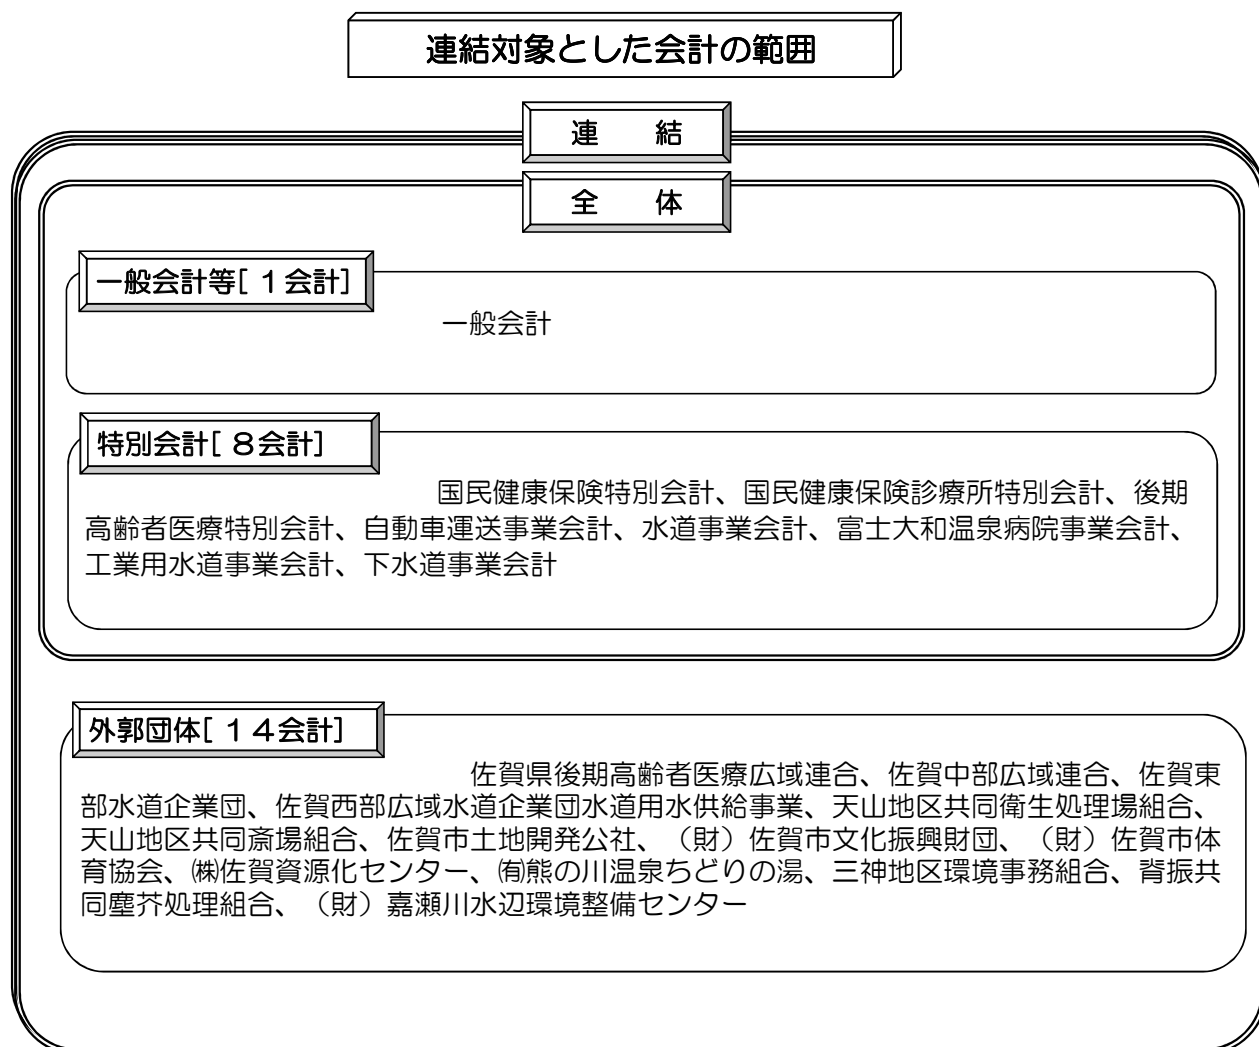 連結対象とした会計の範囲
連　　結
全　　体
一般会計等[ 1会計]
一般会計
特別会計[ 8会計]
国民健康保険特別会計、国民健康保険診療所特別会計、後期
高齢者医療特別会計、自動車運送事業会計、水道事業会計、富士大和温泉病院事業会計、
工業用水道事業会計、下水道事業会計
外郭団体[ 14会計]
佐賀県後期高齢者医療広域連合、佐賀中部広域連合、佐賀東
部水道企業団、佐賀西部広域水道企業団水道用水供給事業、天山地区共同衛生処理場組合、
天山地区共同斎場組合、佐賀市土地開発公社、（財）佐賀市文化振興財団、（財）佐賀市体
育協会、㈱佐賀資源化センター、㈲熊の川温泉ちどりの湯、三神地区環境事務組合、脊振共
同塵芥処理組合、（財）嘉瀬川水辺環境整備センター